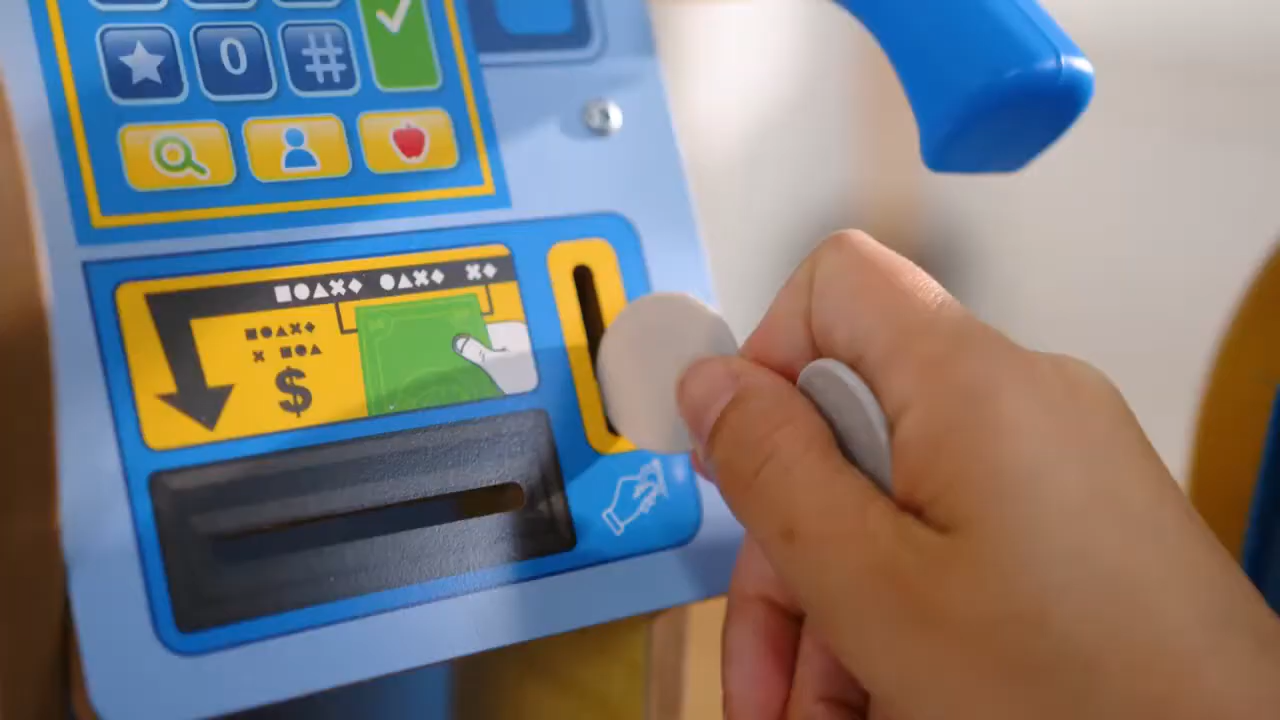 0 #
■●▲✖◆ ●▲✖◆ ✖◆
■●▲✖◆
✖ ■●▲
$